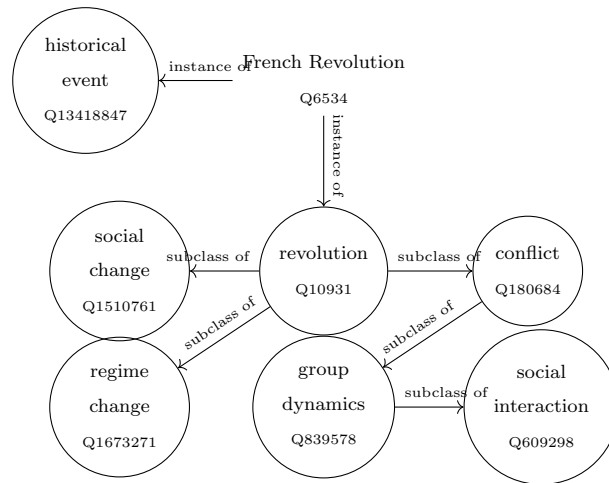 historical
event
Q13418847
instance of
French Revolution
Q6534
instance of
social
change
Q1510761
subclass of
revolution
Q10931
subclass of
conflict
Q180684
subclass of
subclass of
regime
change
Q1673271
group
dynamics
Q839578
subclass of
social
interaction
Q609298